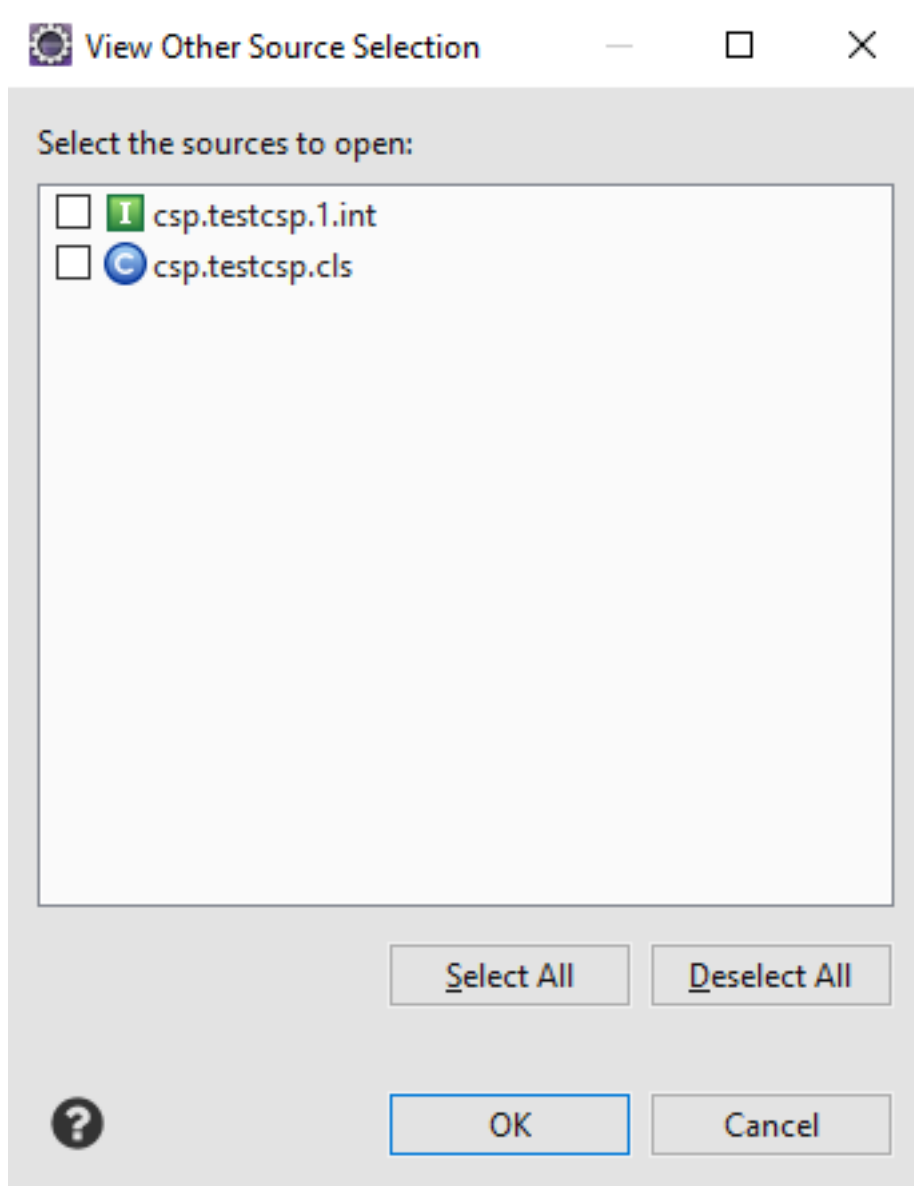 View Other Source Selection
Select the sources to open:
I csp.testcsp.1.int
C csp.testcsp.cls
Select All Deselect All
? OK Cancel